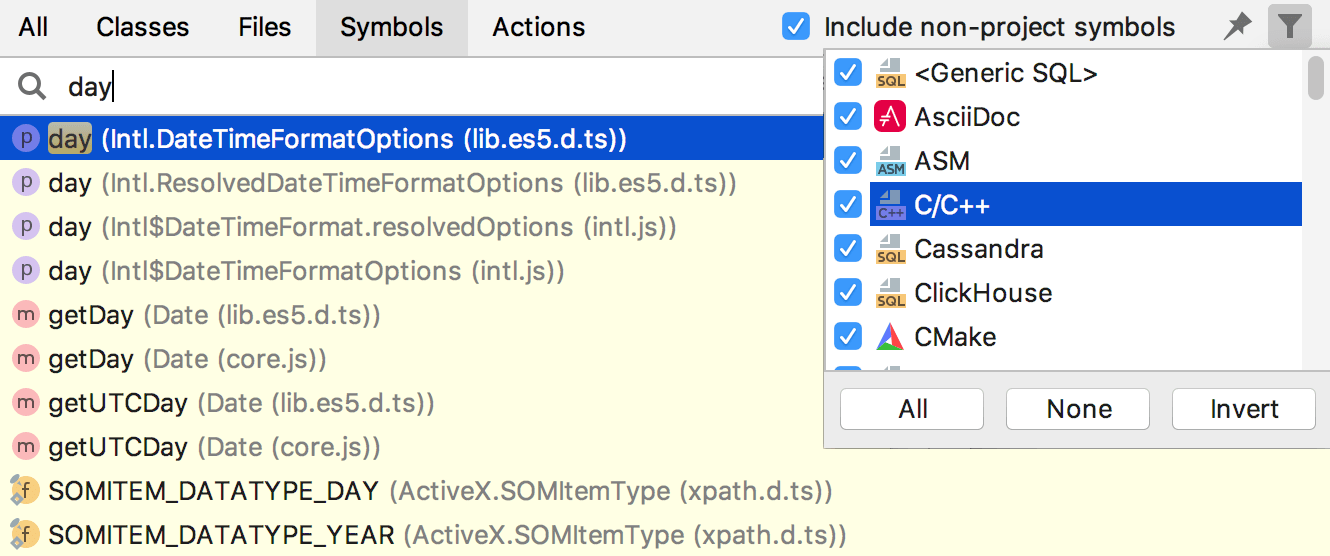 All Classes Files Symbols Actions Include non-project symbols
day
day (Intl.DateTimeFormatOptions (lib.es5.d.ts))
day (Intl.ResolvedDateTimeFormatOptions (lib.es5.d.ts))
day (Intl$DateTimeFormat.resolvedOptions (intl.js))
day (Intl$DateTimeFormatOptions (intl.js))
getDay (Date (lib.es5.d.ts))
getDay (Date (core.js))
getUTCDay (Date (lib.es5.d.ts))
getUTCDay (Date (core.js))
SOMITEM_DATATYPE_DAY (ActiveX.SOMItemType (xpath.d.ts))
SOMITEM_DATATYPE_YEAR (ActiveX.SOMItemType (xpath.d.ts))
SQL <Generic SQL>
AsciiDoc
ASM ASM
C++ C/C++
SQL Cassandra
SQL ClickHouse
CMake
All None Invert